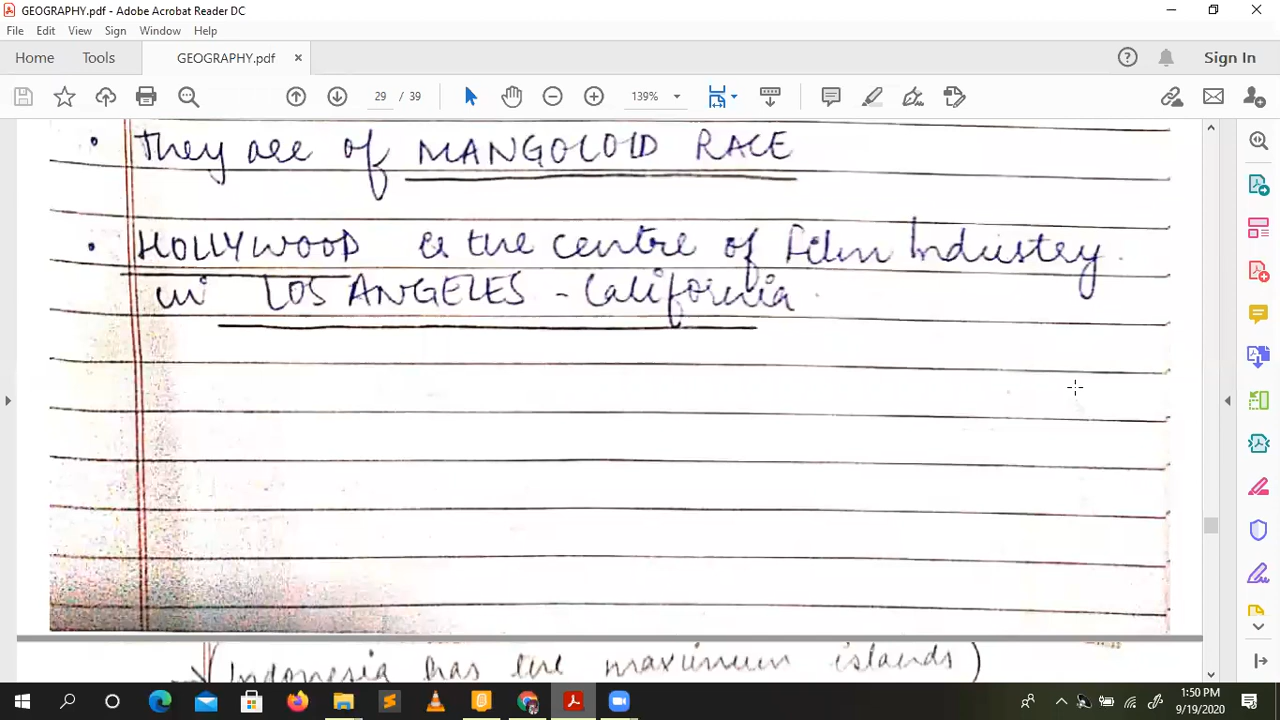 GEOGRAPHY.pdf - Adobe Acrobat Reader DC
File Edit View Sign Window Help
Home Tools GEOGRAPHY.pdf × Sign In
29 / 39 139%
• They are of MANGOLOID RACE
• HOLLYWOOD is the centre of Film Industry.
in LOS ANGELES - California.
→ (Indonesia has the maximum islands)
1:50 PM
9/19/2020